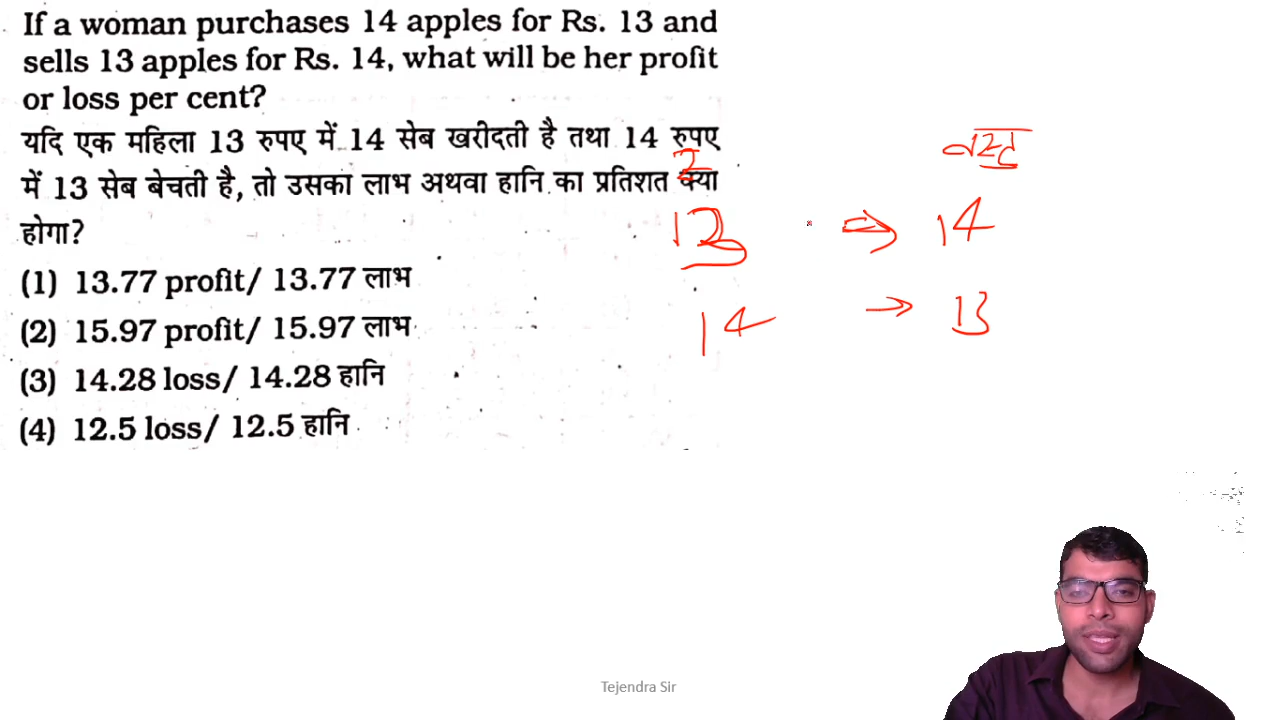 If a woman purchases 14 apples for Rs. 13 and
sells 13 apples for Rs. 14, what will be her profit
or loss per cent?
यदि एक महिला 13 रुपए में 14 सेब खरीदती है तथा 14 रुपए
में 13 सेब बेचती है, तो उसका लाभ अथवा हानि का प्रतिशत क्या
होगा?
(1) 13.77 profit/ 13.77 लाभ
(2) 15.97 profit/ 15.97 लाभ
(3) 14.28 loss/ 14.28 हानि
(4) 12.5 loss/ 12.5 हानि
13 ⇒ 14
14 → 13
Tejendra Sir